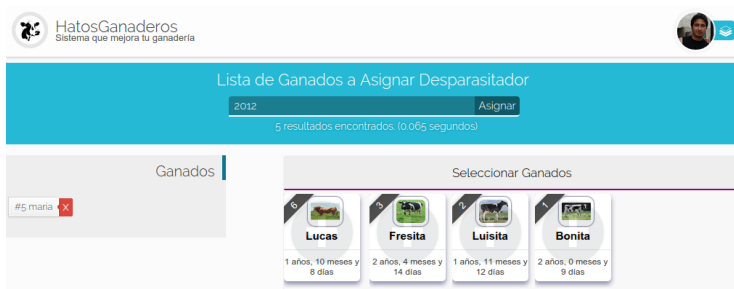 HatosGanaderos
Sistema que mejora tu ganadería
Lista de Ganados a Asignar Desparasitador
2012 Asignar
5 resultados encontrados. (0,065 segundos)
Ganados
#5 maria. X
Seleccionar Ganados
6 3 2 1
Lucas Fresita Luisita Bonita
1 años, 10 meses y 2 años, 4 meses y 1 años, 11 meses y 2 años, 0 meses y
8 días 14 días 12 días 9 días